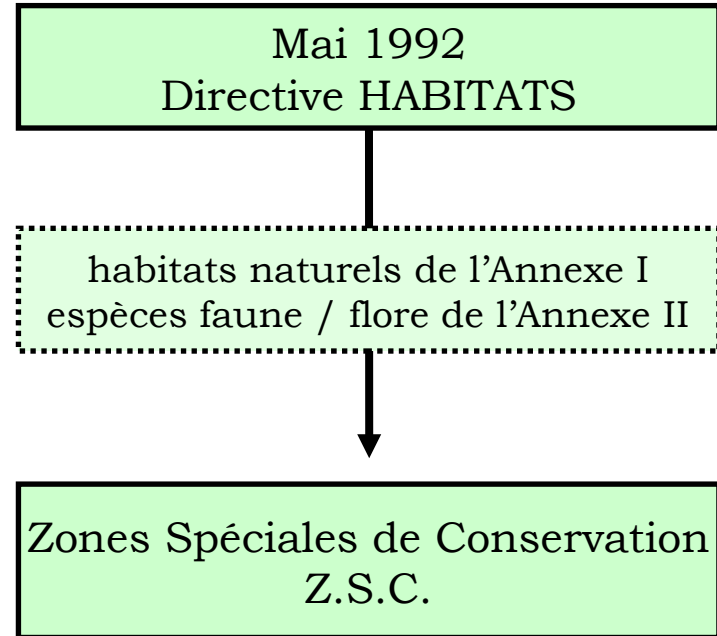 Mai 1992
Directive HABITATS
habitats naturels de l’Annexe I
espèces faune / flore de l’Annexe II
Zones Spéciales de Conservation
Z.S.C.